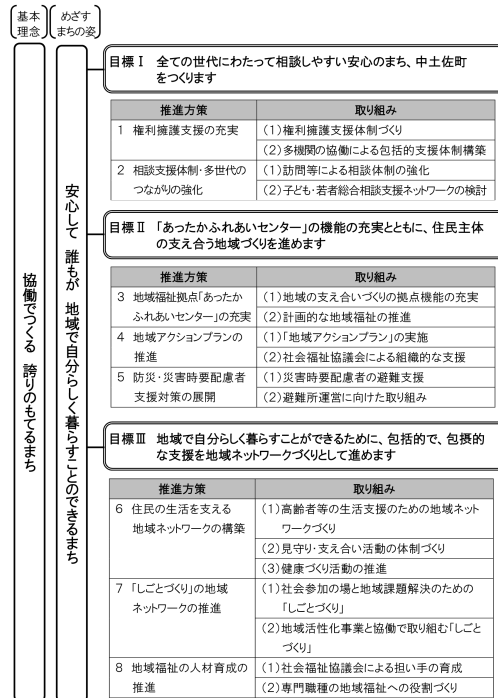 基本
理念
めざす
まちの姿
協働でつくる 誇りのもてるまち
安心して 誰もが 地域で自分らしく暮らすことのできるまち
目標Ⅰ 全ての世代にわたって相談しやすい安心のまち、中土佐町
をつくります
推進方策 取り組み
1 権利擁護支援の充実 (1)権利擁護支援体制づくり
(2)多機関の協働による包括的支援体制構築
2 相談支援体制・多世代の (1)訪問等による相談体制の強化
つながりの強化 (2)子ども・若者総合相談支援ネットワークの検討
目標Ⅱ 「あったかふれあいセンター」の機能の充実とともに、住民主体
の支え合う地域づくりを進めます
推進方策 取り組み
3 地域福祉拠点「あったか (1)地域の支え合いづくりの拠点機能の充実
ふれあいセンター」の充実 (2)計画的な地域福祉の推進
4 地域アクションプランの (1)「地域アクションプラン」の実施
推進 (2)社会福祉協議会による組織的な支援
5 防災・災害時要配慮者 (1)災害時要配慮者の避難支援
支援対策の展開 (2)避難所運営に向けた取り組み
目標Ⅲ 地域で自分らしく暮らすことができるために、包括的で、包摂的
な支援を地域ネットワークづくりとして進めます
推進方策 取り組み
6 住民の生活を支える (1)高齢者等の生活支援のための地域ネット
地域ネットワークの構築 ワークづくり
(2)見守り・支え合い活動の体制づくり
(3)健康づくり活動の推進
7 「しごとづくり」の地域 (1)社会参加の場と地域課題解決のための
ネットワークの推進 「しごとづくり」
(2)地域活性化事業と協働で取り組む「しごと
づくり」
8 地域福祉の人材育成の (1)社会福祉協議会による担い手の育成
推進 (2)専門職種の地域福祉への役割づくり